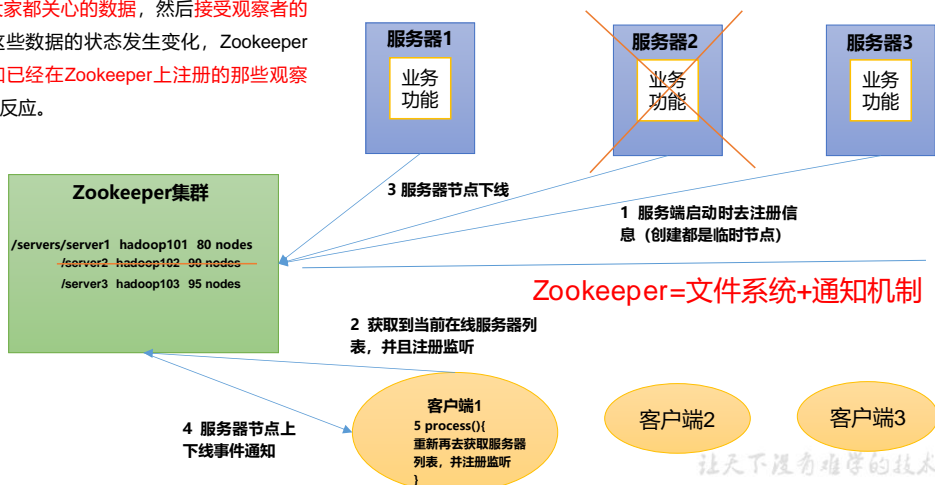 大家都关心的数据，然后接受观察者的
这些数据的状态发生变化，Zookeeper
已经在Zookeeper上注册的那些观察
反应。
服务器1
业务
功能
服务器2
业务
功能
服务器3
业务
功能
Zookeeper集群
/servers/server1 hadoop101 80 nodes
/server2 hadoop102 90 nodes
/server3 hadoop103 95 nodes
3 服务器节点下线
1 服务端启动时去注册信
息（创建都是临时节点）
Zookeeper=文件系统+通知机制
2 获取到当前在线服务器列
表，并且注册监听
4 服务器节点上
下线事件通知
客户端1
5 process(){
重新再去获取服务器
列表，并注册监听
}
客户端2
客户端3
让天下没有难学的技术